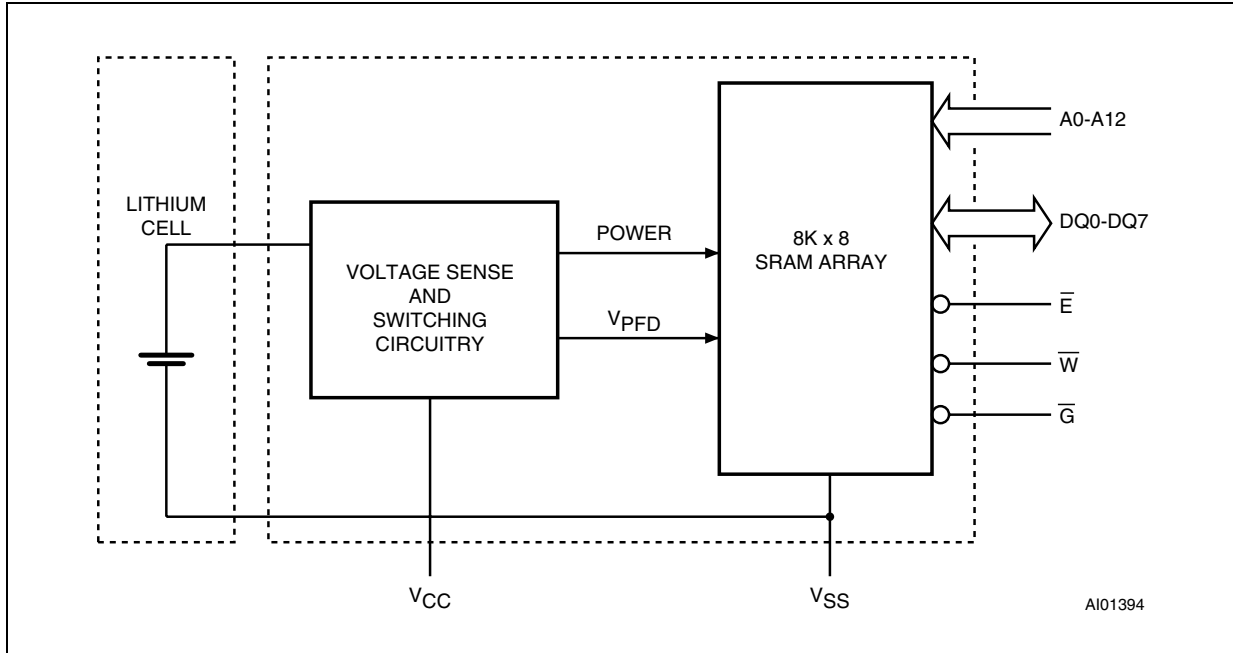 LITHIUM
CELL
VOLTAGE SENSE
AND
SWITCHING
CIRCUITRY
POWER
VPFD
8K x 8
SRAM ARRAY
A0-A12
DQ0-DQ7
E̅
W̅
G̅
VCC
VSS
AI01394